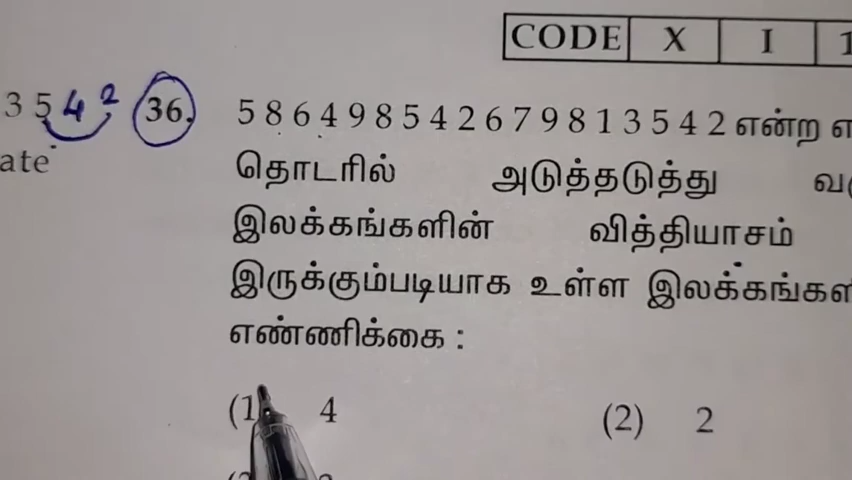 CODE X I 1
3 5 4 2
ate
36. 5 8 6 4 9 8 5 4 2 6 7 9 8 1 3 5 4 2 என்ற எ
தொடரில் அடுத்தடுத்து
இலக்கங்களின் வித்தியாசம்
இருக்கும்படியாக உள்ள இலக்கங்களி
எண்ணிக்கை :
(1) 4 (2) 2